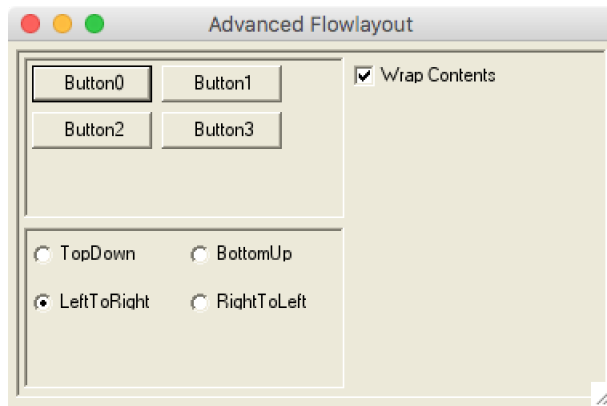 Advanced Flowlayout
Button0 Button1
Wrap Contents
Button2 Button3
TopDown BottomUp
LeftToRight RightToLeft